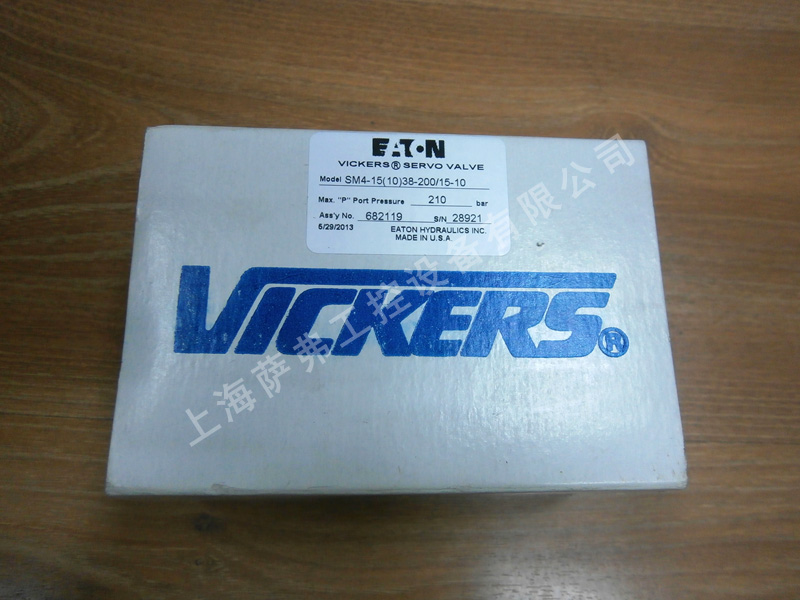 EATON
VICKERS® SERVO VALVE
Model SM4-15(10)38-200/15-10
Max. "P" Port Pressure 210 bar
Ass'y No. 682119 S/N 28921
5/29/2013 EATON HYDRAULICS INC.
MADE IN U.S.A.
VICKERS®
上海萨弗工控设备有限公司